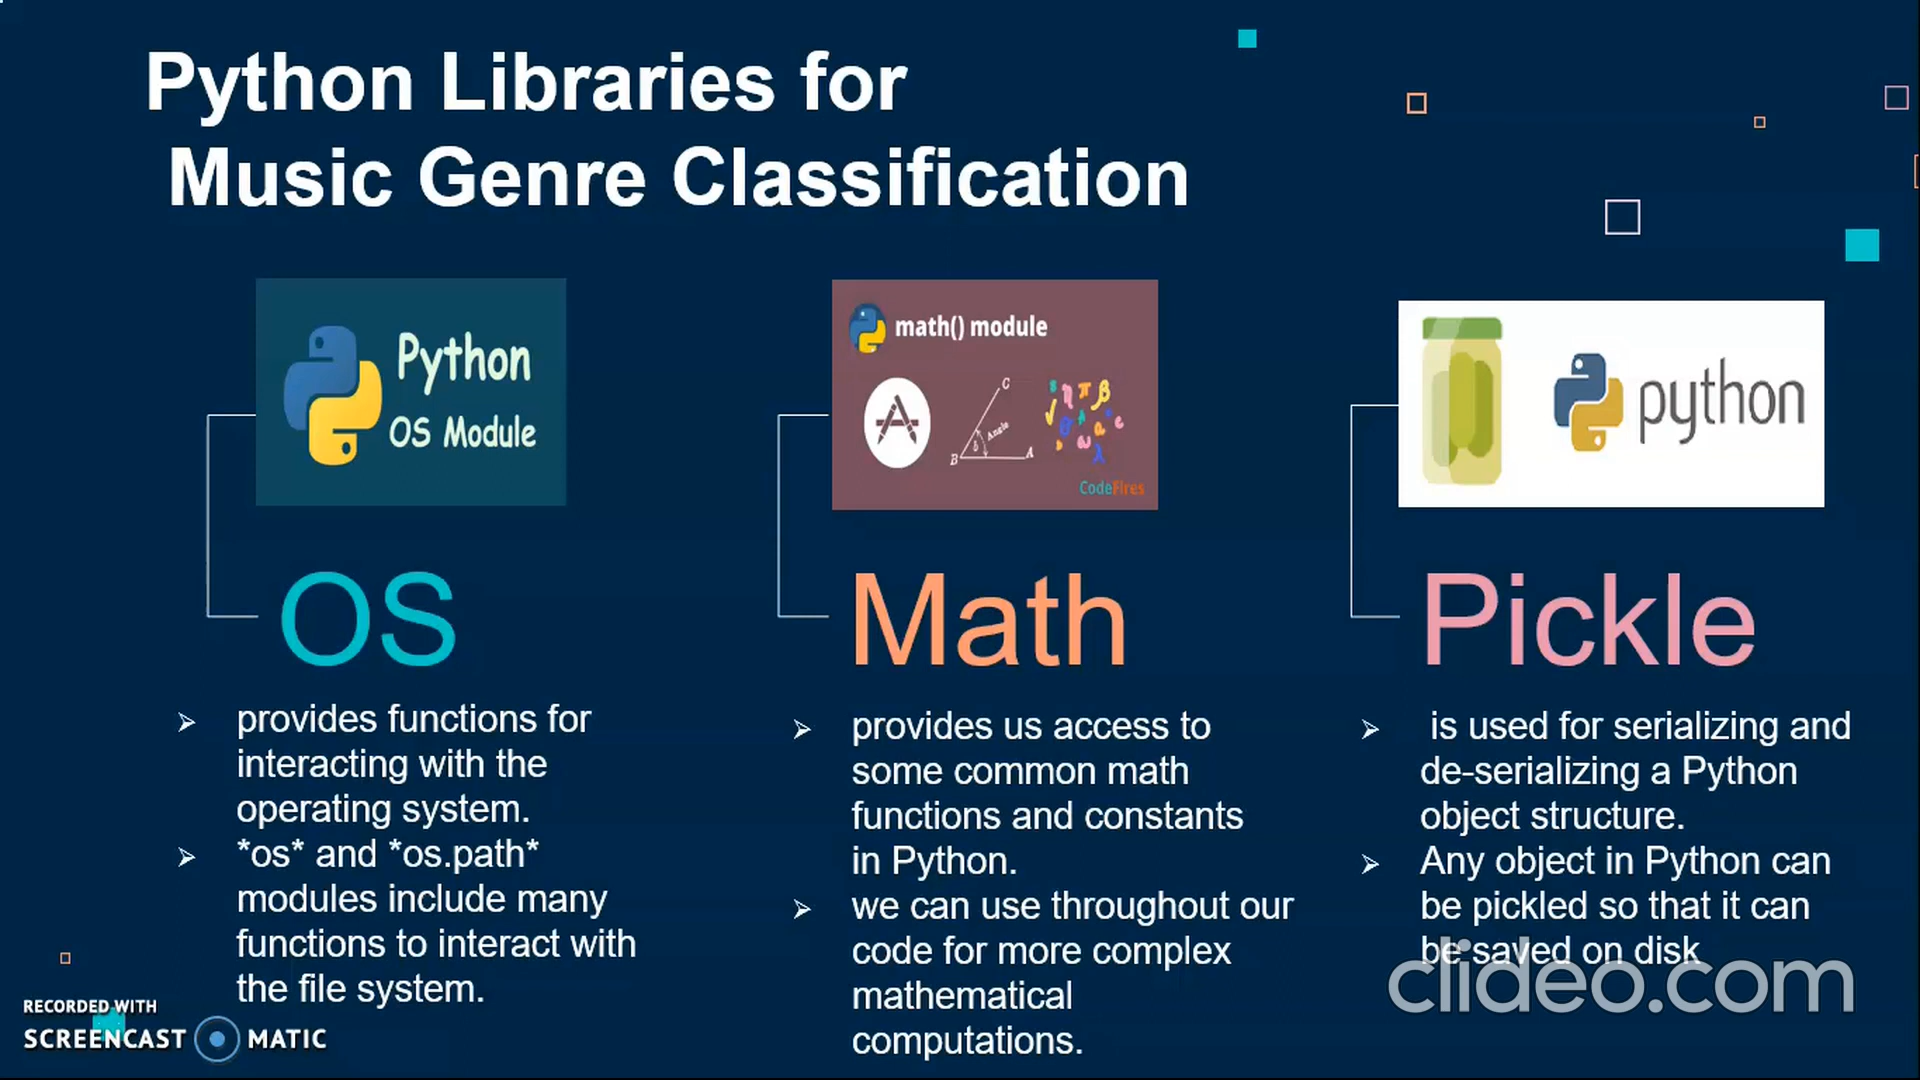 Python Libraries for
Music Genre Classification
Python
OS Module
math() module
C
Angle
b
B
A
CodeFires
python
OS
Math
Pickle
➢ provides functions for
interacting with the
operating system.
➢ *os* and *os.path*
modules include many
functions to interact with
the file system.
➢ provides us access to
some common math
functions and constants
in Python.
➢ we can use throughout our
code for more complex
mathematical
computations.
➢ is used for serializing and
de-serializing a Python
object structure.
➢ Any object in Python can
be pickled so that it can
be saved on disk
clideo.com
RECORDED WITH
SCREENCAST MATIC